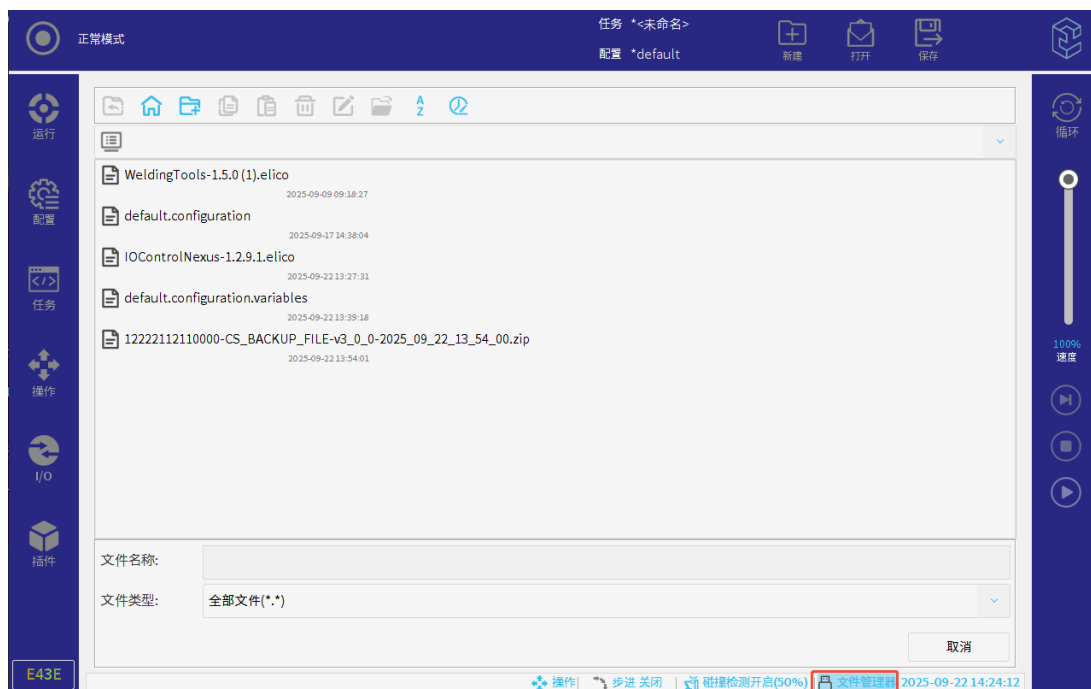 正常模式
任务 *<未命名>
配置 *default
新建
打开
保存
运行
配置
任务
操作
I/O
插件
E43E
WeldingTools-1.5.0 (1).elico
2025-09-09 09:18:27
default.configuration
2025-09-17 14:38:04
IOControlNexus-1.2.9.1.elico
2025-09-22 13:27:31
default.configuration.variables
2025-09-22 13:39:18
12222112110000-CS_BACKUP_FILE-v3_0_0-2025_09_22_13_54_00.zip
2025-09-22 13:54:01
文件名称:
文件类型: 全部文件(*.*)
取消
循环
100%
速度
操作| 步进 关闭 | 碰撞检测开启(50%) 文件管理器 2025-09-22 14:24:12